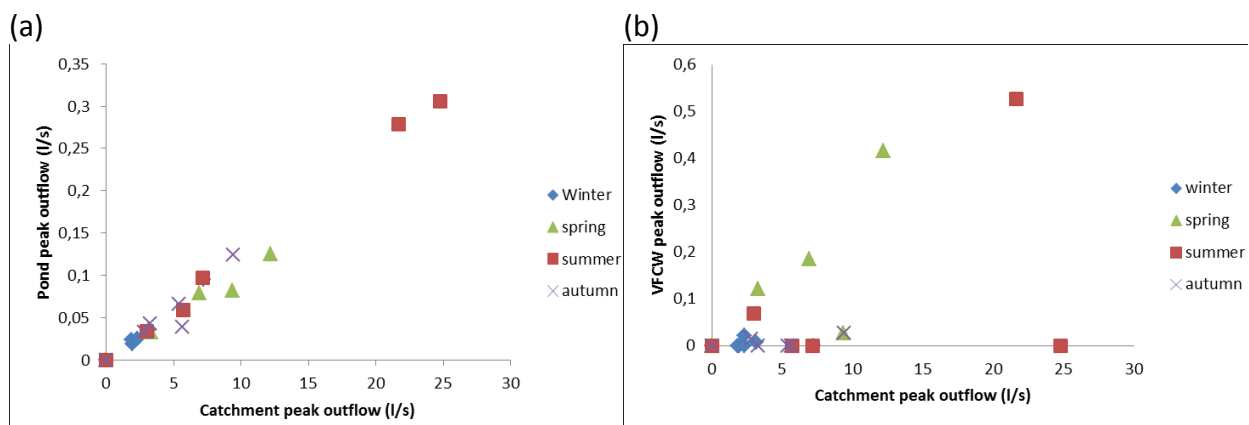 (a)
0,35
0,3
0,25
0,2
0,15
0,1
0,05
0
0 5 10 15 20 25 30
Pond peak outflow (l/s)
Catchment peak outflow (l/s)
Winter
spring
summer
autumn
(b)
0,6
0,5
0,4
0,3
0,2
0,1
0
0 5 10 15 20 25 30
VFCW peak outflow (l/s)
Catchment peak outflow (l/s)
winter
spring
summer
autumn